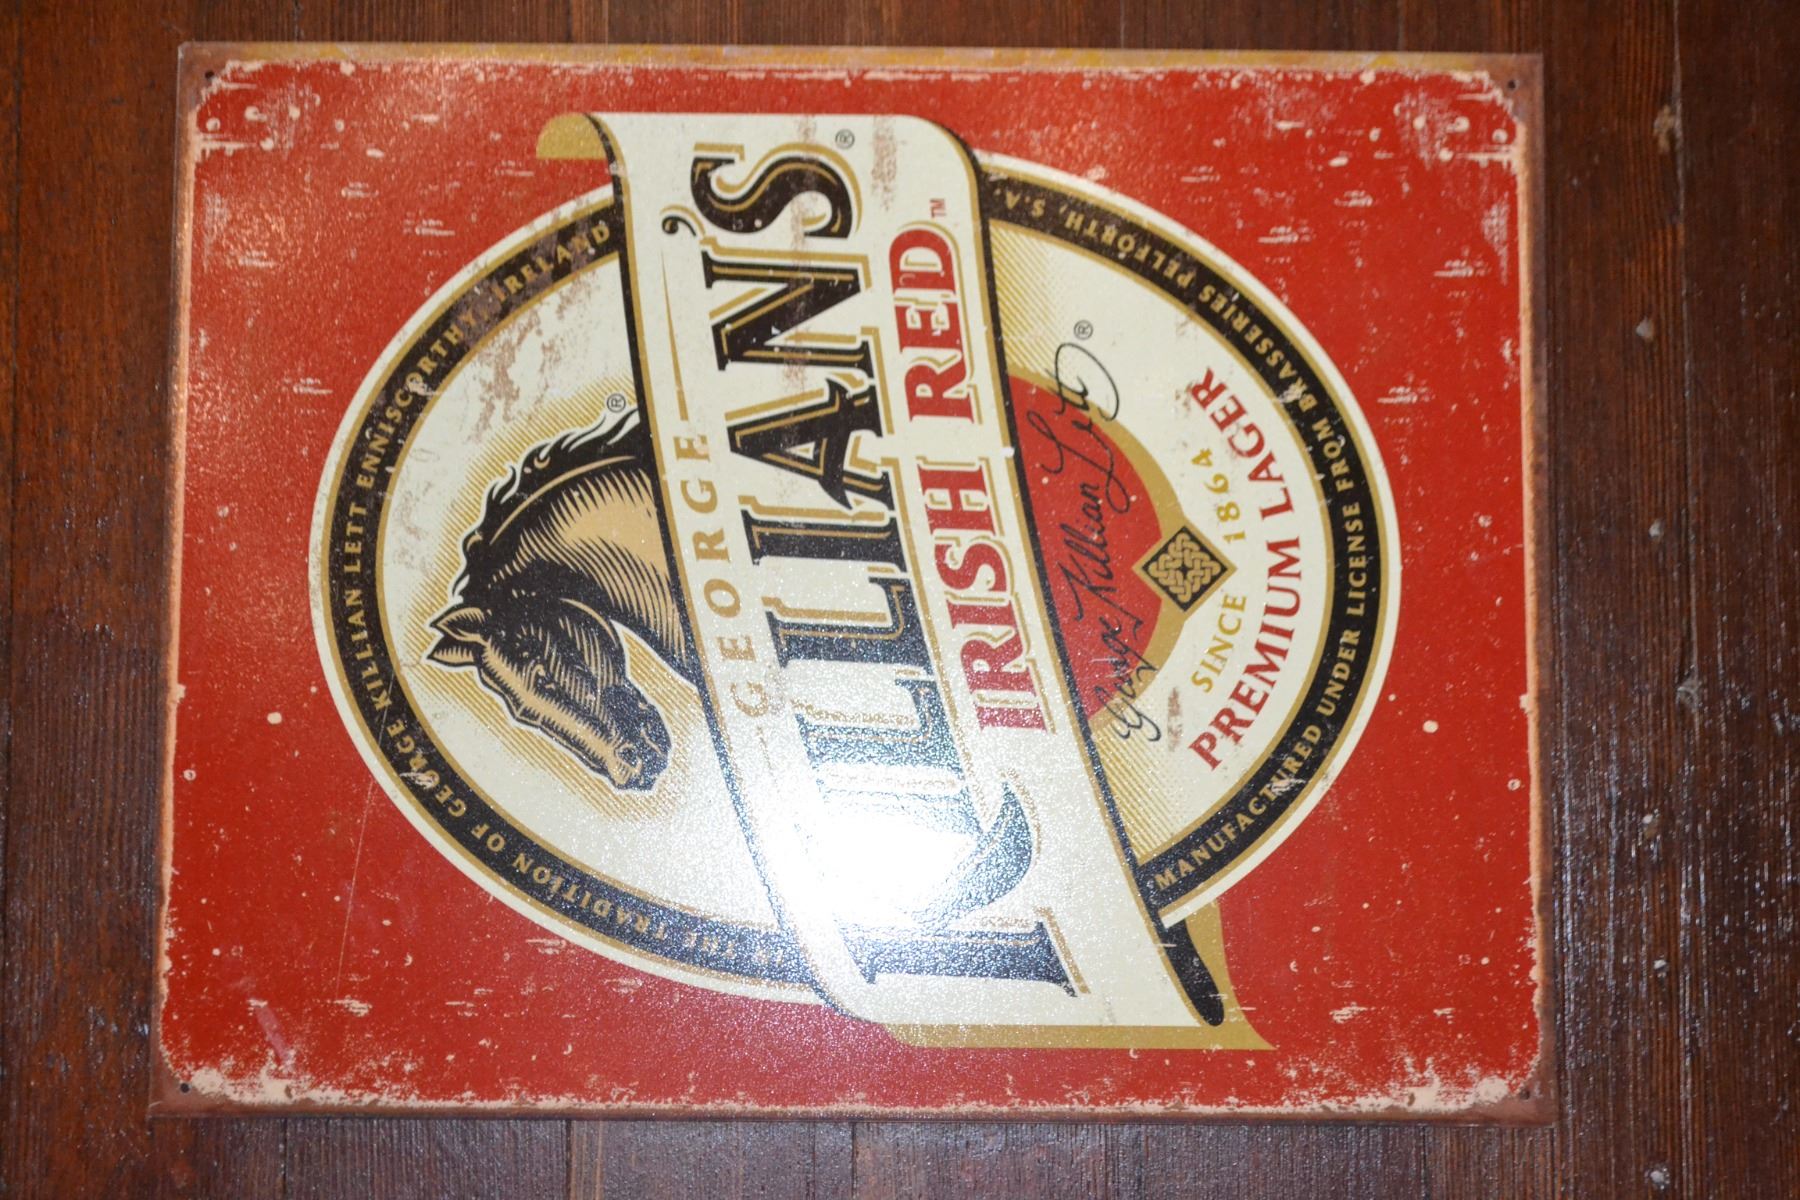 IN THE TRADITION OF GEORGE KILLIAN LETT ENNISCORTHY, IRELAND
®
GEORGE
KILLIAN'S®
IRISH RED™
George Killian Lett®
SINCE 1864
PREMIUM LAGER
MANUFACTURED UNDER LICENSE FROM BRASSERIES PELFORTH, S.A.